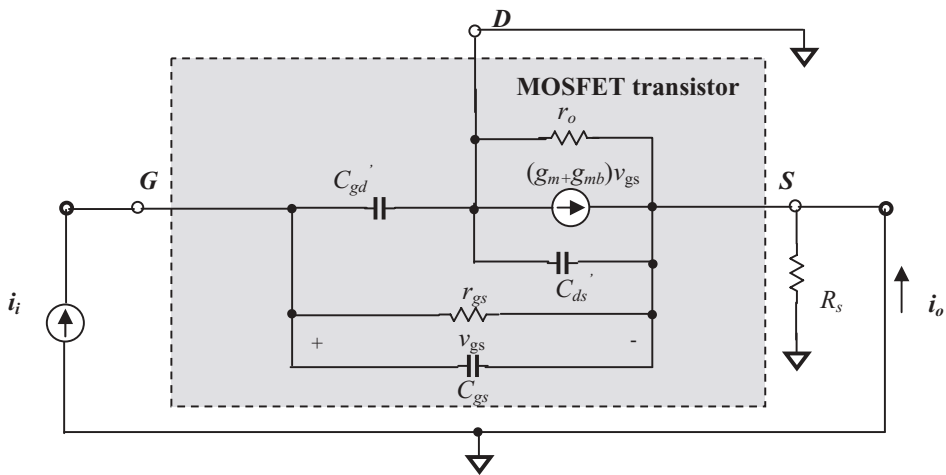 D
MOSFET transistor
r_o
(g_m+g_mb)v_gs
C_gd'
G
S
C_ds'
r_gs
R_s
i_i
i_o
+ v_gs -
C_gs